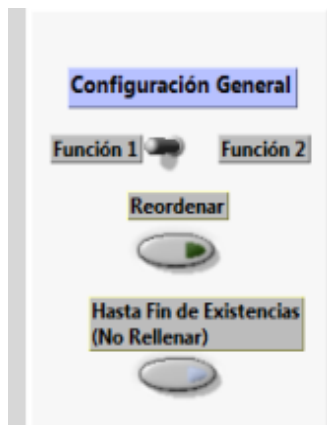 Configuración General
Función 1 Función 2
Reordenar
Hasta Fin de Existencias
(No Rellenar)